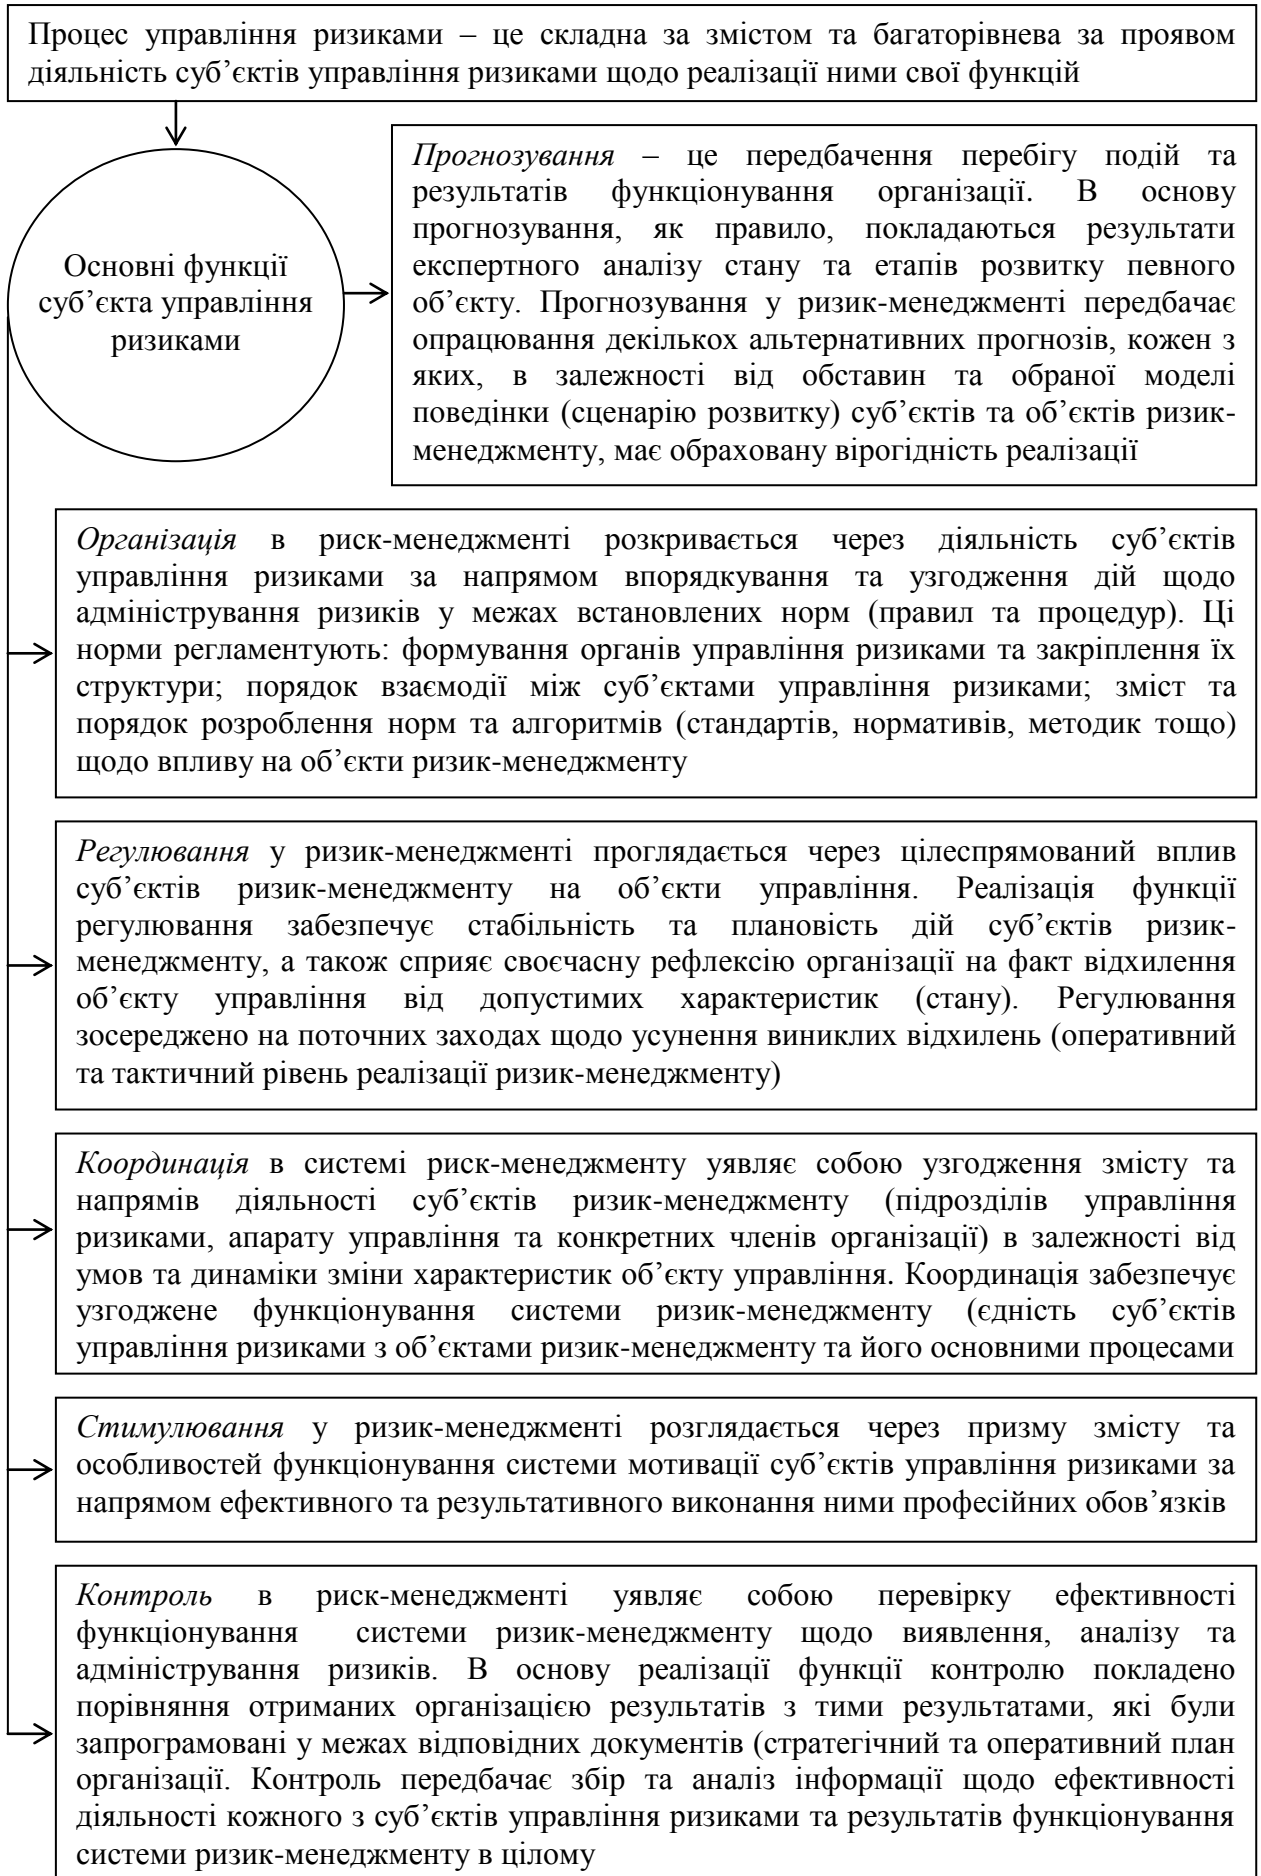 Процес управління ризиками – це складна за змістом та багаторівнева за проявом
діяльність суб’єктів управління ризиками щодо реалізації ними свої функцій
Основні функції
суб’єкта управління
ризиками
Прогнозування – це передбачення перебігу подій та
результатів функціонування організації. В основу
прогнозування, як правило, покладаються результати
експертного аналізу стану та етапів розвитку певного
об’єкту. Прогнозування у ризик-менеджменті передбачає
опрацювання декількох альтернативних прогнозів, кожен з
яких, в залежності від обставин та обраної моделі
поведінки (сценарію розвитку) суб’єктів та об’єктів ризик-
менеджменту, має обраховану вірогідність реалізації
Організація в риск-менеджменті розкривається через діяльність суб’єктів
управління ризиками за напрямом впорядкування та узгодження дій щодо
адміністрування ризиків у межах встановлених норм (правил та процедур). Ці
норми регламентують: формування органів управління ризиками та закріплення їх
структури; порядок взаємодії між суб’єктами управління ризиками; зміст та
порядок розроблення норм та алгоритмів (стандартів, нормативів, методик тощо)
щодо впливу на об’єкти ризик-менеджменту
Регулювання у ризик-менеджменті проглядається через цілеспрямований вплив
суб’єктів ризик-менеджменту на об’єкти управління. Реалізація функції
регулювання забезпечує стабільність та плановість дій суб’єктів ризик-
менеджменту, а також сприяє своєчасну рефлексію організації на факт відхилення
об’єкту управління від допустимих характеристик (стану). Регулювання
зосереджено на поточних заходах щодо усунення виниклих відхилень (оперативний
та тактичний рівень реалізації ризик-менеджменту)
Координація в системі риск-менеджменту уявляє собою узгодження змісту та
напрямів діяльності суб’єктів ризик-менеджменту (підрозділів управління
ризиками, апарату управління та конкретних членів організації) в залежності від
умов та динаміки зміни характеристик об’єкту управління. Координація забезпечує
узгоджене функціонування системи ризик-менеджменту (єдність суб’єктів
управління ризиками з об’єктами ризик-менеджменту та його основними процесами
Стимулювання у ризик-менеджменті розглядається через призму змісту та
особливостей функціонування системи мотивації суб’єктів управління ризиками за
напрямом ефективного та результативного виконання ними професійних обов’язків
Контроль в риск-менеджменті уявляє собою перевірку ефективності
функціонування системи ризик-менеджменту щодо виявлення, аналізу та
адміністрування ризиків. В основу реалізації функції контролю покладено
порівняння отриманих організацією результатів з тими результатами, які були
запрограмовані у межах відповідних документів (стратегічний та оперативний план
організації. Контроль передбачає збір та аналіз інформації щодо ефективності
діяльності кожного з суб’єктів управління ризиками та результатів функціонування
системи ризик-менеджменту в цілому